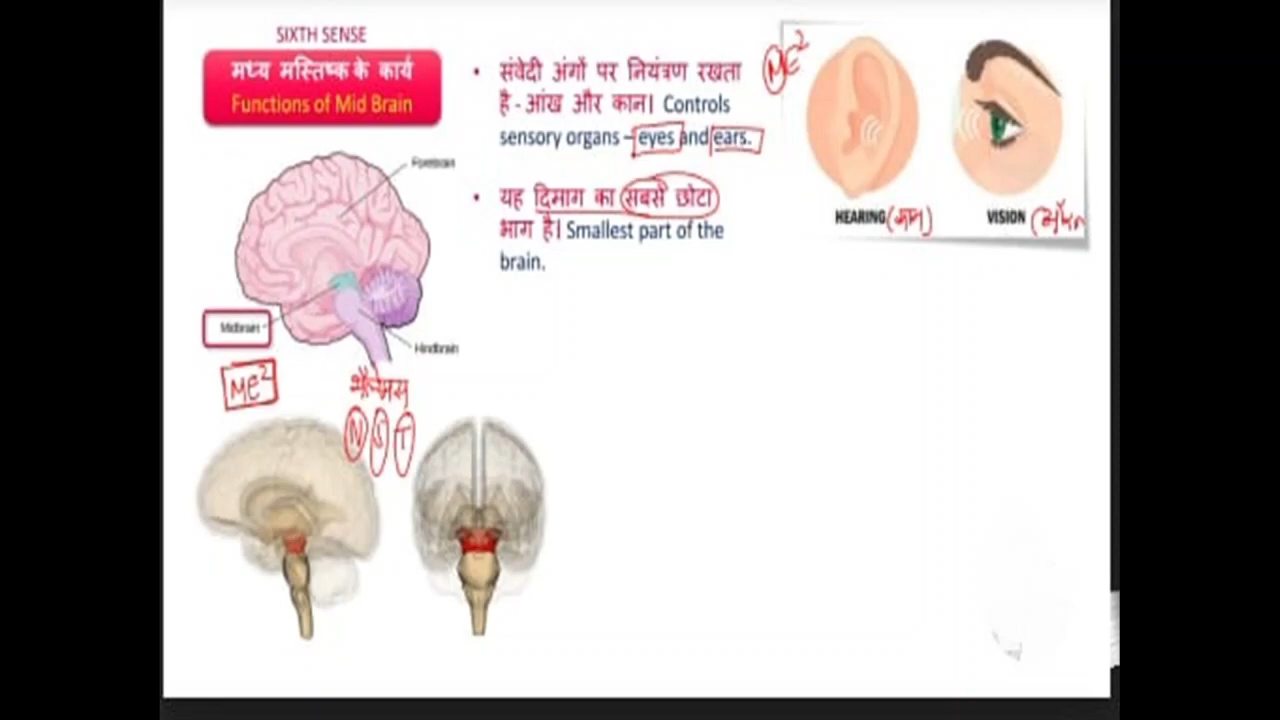 SIXTH SENSE
मध्य मस्तिष्क के कार्य
Functions of Mid Brain
• संवेदी अंगों पर नियंत्रण रखता
है - आंख और कान। Controls
sensory organs – eyes and ears.
• यह दिमाग का सबसे छोटा
भाग है। Smallest part of the
brain.
ME²
HEARING (कान)
VISION
Forebrain
Midbrain
Hindbrain
ME²
N S T